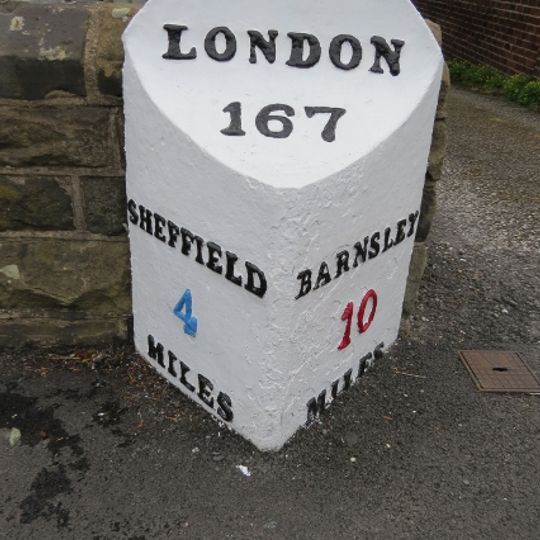 LONDON
167
SHEFFIELD
4
MILES
BARNSLEY
10
MILES